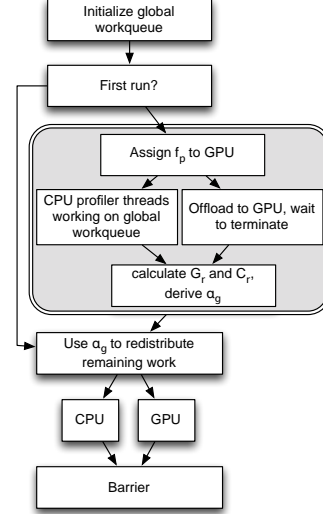 Initialize global
workqueue
First run?
Assign fp to GPU
CPU profiler threads
working on global
workqueue
Offload to GPU, wait
to terminate
calculate Gr and Cr,
derive αg
Use αg to redistribute
remaining work
CPU
GPU
Barrier